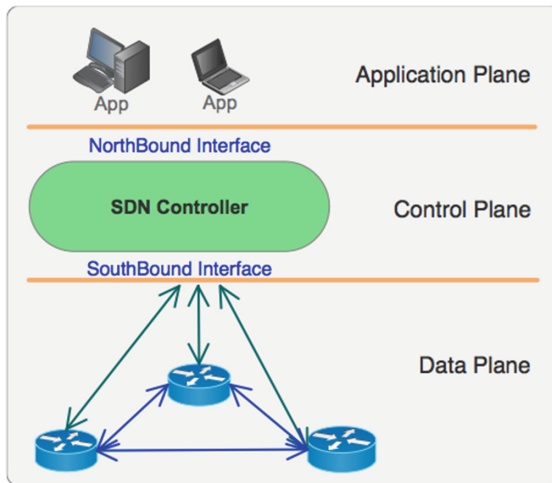 Application Plane
App
App
NorthBound Interface
SDN Controller
Control Plane
SouthBound Interface
Data Plane